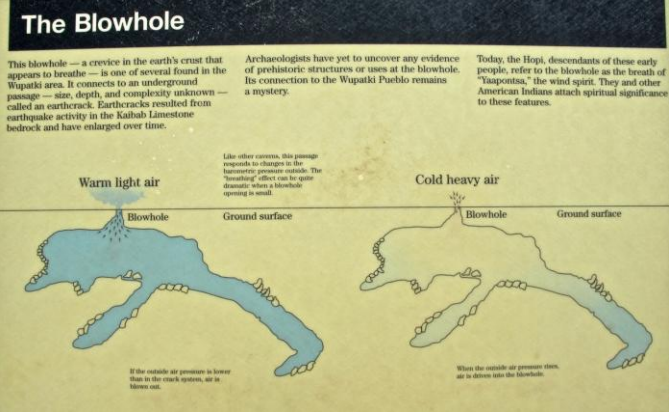 The Blowhole
This blowhole — a crevice in the earth's crust that
appears to breathe — is one of several found in the
Wupatki area. It connects to an underground
passage — size, depth, and complexity unknown —
called an earthcrack. Earthcracks resulted from
earthquake activity in the Kaibab Limestone
bedrock and have enlarged over time.
Archaeologists have yet to uncover any evidence
of prehistoric structures or uses at the blowhole.
Its connection to the Wupatki Pueblo remains
a mystery.
Today, the Hopi, descendants of these early
people, refer to the blowhole as the breath of
"Yaapontsa," the wind spirit. They and other
American Indians attach spiritual significance
to these features.
Like other caverns, this passage
responds to changes in the
barometric pressure outside. The
"breathing" effect can be quite
dramatic when a blowhole
opening is small.
Warm light air
Blowhole
Ground surface
If the outside air pressure is lower
than in the crack system, air is
blown out.
Cold heavy air
Blowhole
Ground surface
When the outside air pressure rises,
air is driven into the blowhole.